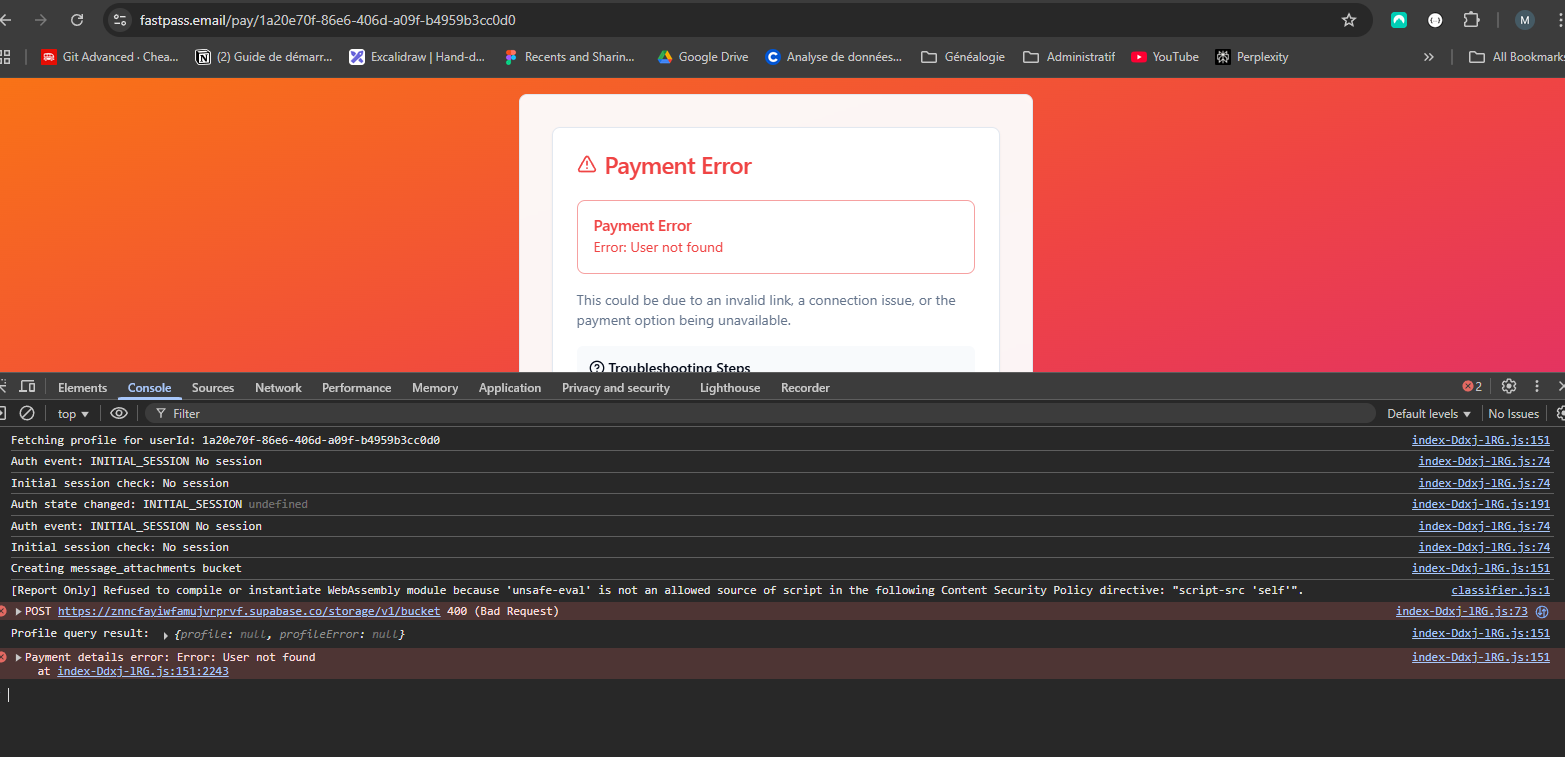 fastpass.email/pay/1a20e70f-86e6-406d-a09f-b4959b3cc0d0
M
Git Advanced · Chea... (2) Guide de démarr... Excalidraw | Hand-d... Recents and Sharin... Google Drive Analyse de données... Généalogie Administratif YouTube Perplexity » All Bookmarks
Payment Error
Payment Error
Error: User not found
This could be due to an invalid link, a connection issue, or the
payment option being unavailable.
Troubleshooting Steps
Elements Console Sources Network Performance Memory Application Privacy and security Lighthouse Recorder 2
top Filter Default levels No Issues
Fetching profile for userId: 1a20e70f-86e6-406d-a09f-b4959b3cc0d0 index-Ddxj-lRG.js:151
Auth event: INITIAL_SESSION No session index-Ddxj-lRG.js:74
Initial session check: No session index-Ddxj-lRG.js:74
Auth state changed: INITIAL_SESSION undefined index-Ddxj-lRG.js:191
Auth event: INITIAL_SESSION No session index-Ddxj-lRG.js:74
Initial session check: No session index-Ddxj-lRG.js:74
Creating message_attachments bucket index-Ddxj-lRG.js:151
[Report Only] Refused to compile or instantiate WebAssembly module because 'unsafe-eval' is not an allowed source of script in the following Content Security Policy directive: "script-src 'self'". classifier.js:1
POST https://znncfayiwfamujvrprvf.supabase.co/storage/v1/bucket 400 (Bad Request) index-Ddxj-lRG.js:73
Profile query result: {profile: null, profileError: null} index-Ddxj-lRG.js:151
Payment details error: Error: User not found index-Ddxj-lRG.js:151
at index-Ddxj-lRG.js:151:2243